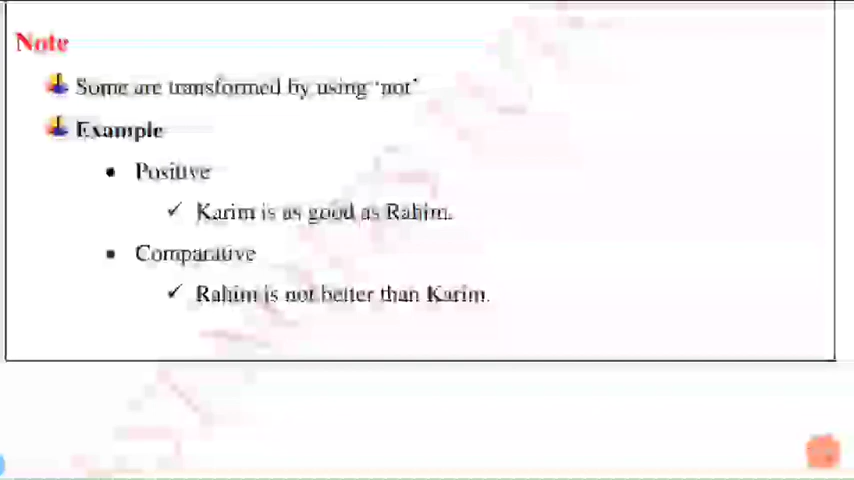 Note
Some are transformed by using 'not'
Example
Positive
Karim is as good as Rahim.
Comparative
Rahim is not better than Karim.